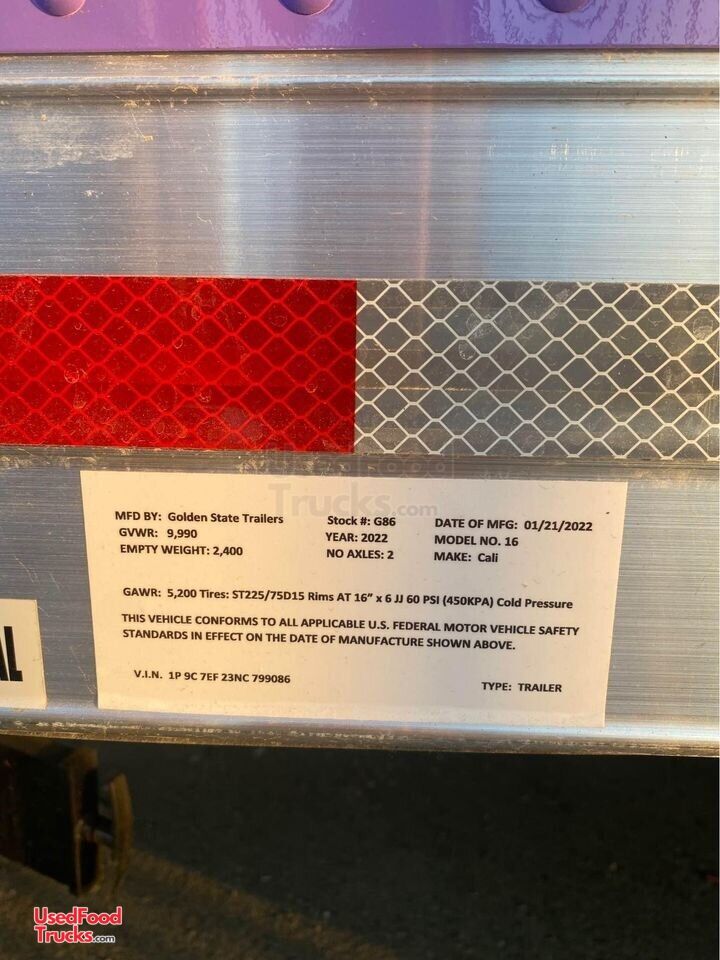 UsedFood
Trucks.com
MFD BY: Golden State Trailers Stock #: G86 DATE OF MFG: 01/21/2022
GVWR: 9,990 YEAR: 2022 MODEL NO. 16
EMPTY WEIGHT: 2,400 NO AXLES: 2 MAKE: Cali
GAWR: 5,200 Tires: ST225/75D15 Rims AT 16" x 6 JJ 60 PSI (450KPA) Cold Pressure
THIS VEHICLE CONFORMS TO ALL APPLICABLE U.S. FEDERAL MOTOR VEHICLE SAFETY
STANDARDS IN EFFECT ON THE DATE OF MANUFACTURE SHOWN ABOVE.
V.I.N. 1P 9C 7EF 23NC 799086 TYPE: TRAILER
UsedFood
Trucks.com